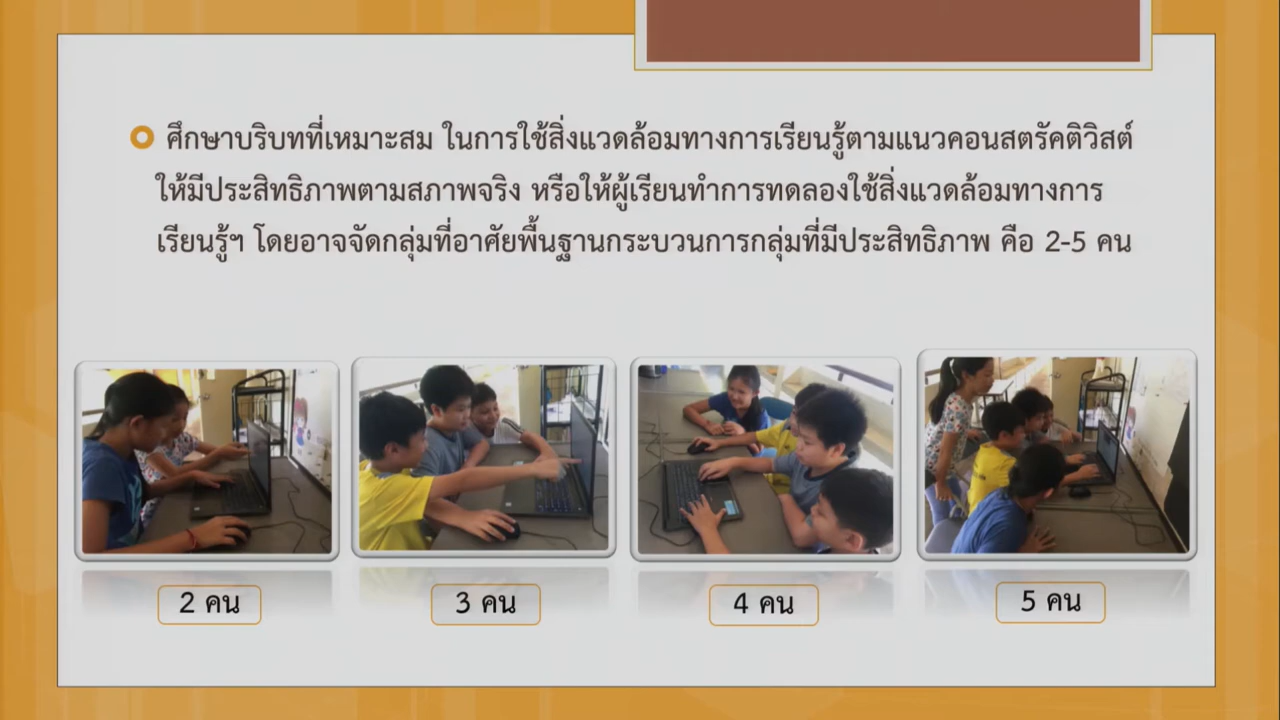 ศึกษาบริบทที่เหมาะสม ในการใช้สิ่งแวดล้อมทางการเรียนรู้ตามแนวคอนสตรัคติวิสต์
ให้มีประสิทธิภาพตามสภาพจริง หรือให้ผู้เรียนทำการทดลองใช้สิ่งแวดล้อมทางการ
เรียนรู้ฯ โดยอาจจัดกลุ่มที่อาศัยพื้นฐานกระบวนการกลุ่มที่มีประสิทธิภาพ คือ 2-5 คน
2 คน
3 คน
4 คน
5 คน